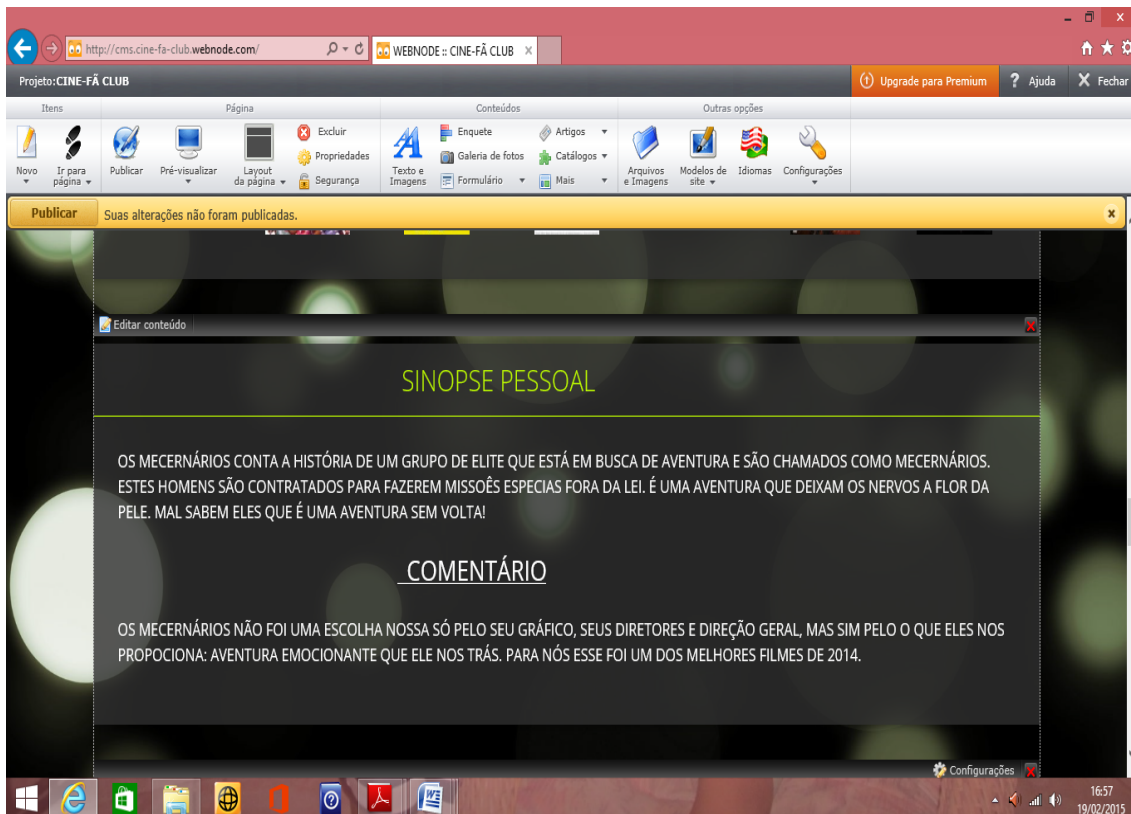 http://cms.cine-fa-club.webnode.com/
WEBNODE :: CINE-FÃ CLUB
Projeto:CINE-FÃ CLUB
Upgrade para Premium
? Ajuda
X Fechar
Itens
Página
Conteúdos
Outras opções
Novo
Ir para página
Publicar
Pré-visualizar
Layout da página
Excluir
Propriedades
Segurança
Texto e Imagens
Enquete
Galeria de fotos
Formulário
Artigos
Catálogos
Mais
Arquivos e Imagens
Modelos de site
Idiomas
Configurações
Publicar
Suas alterações não foram publicadas.
Editar conteúdo
SINOPSE PESSOAL
OS MECERNÁRIOS CONTA A HISTÓRIA DE UM GRUPO DE ELITE QUE ESTÁ EM BUSCA DE AVENTURA E SÃO CHAMADOS COMO MECERNÁRIOS.
ESTES HOMENS SÃO CONTRATADOS PARA FAZEREM MISSOÊS ESPECIAS FORA DA LEI. É UMA AVENTURA QUE DEIXAM OS NERVOS A FLOR DA
PELE. MAL SABEM ELES QUE É UMA AVENTURA SEM VOLTA!
COMENTÁRIO
OS MECERNÁRIOS NÃO FOI UMA ESCOLHA NOSSA SÓ PELO SEU GRÁFICO, SEUS DIRETORES E DIREÇÃO GERAL, MAS SIM PELO O QUE ELES NOS
PROPOCIONA: AVENTURA EMOCIONANTE QUE ELE NOS TRÁS. PARA NÓS ESSE FOI UM DOS MELHORES FILMES DE 2014.
Configurações
16:57
19/02/2015